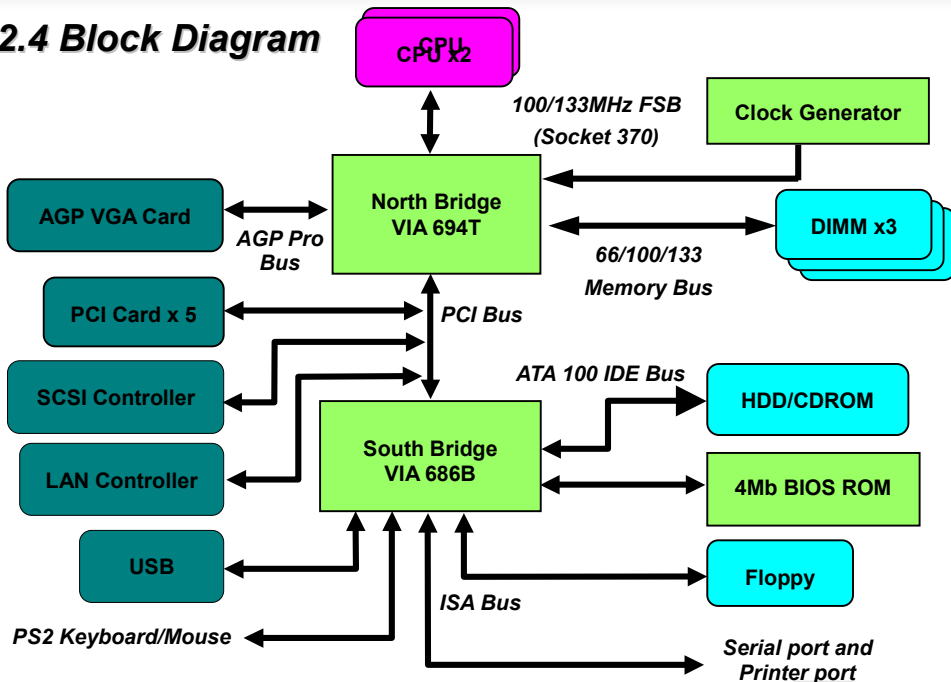 2.4 Block Diagram
CPU
CPU x2
100/133MHz FSB
(Socket 370)
Clock Generator
North Bridge
VIA 694T
AGP VGA Card
AGP Pro
Bus
DIMM x3
66/100/133
Memory Bus
PCI Card x 5
PCI Bus
SCSI Controller
ATA 100 IDE Bus
HDD/CDROM
South Bridge
VIA 686B
LAN Controller
4Mb BIOS ROM
USB
Floppy
ISA Bus
PS2 Keyboard/Mouse
Serial port and
Printer port